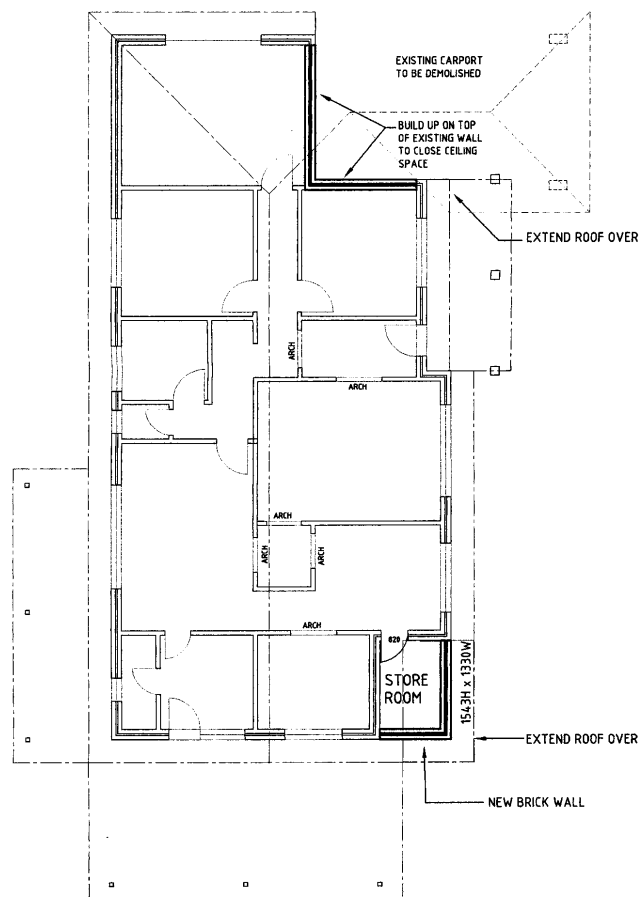 EXISTING CARPORT
TO BE DEMOLISHED
BUILD UP ON TOP
OF EXISTING WALL
TO CLOSE CEILING
SPACE
EXTEND ROOF OVER
ARCH
ARCH
ARCH
ARCH
ARCH
ARCH
820
STORE
ROOM
1543H x 1330W
EXTEND ROOF OVER
NEW BRICK WALL